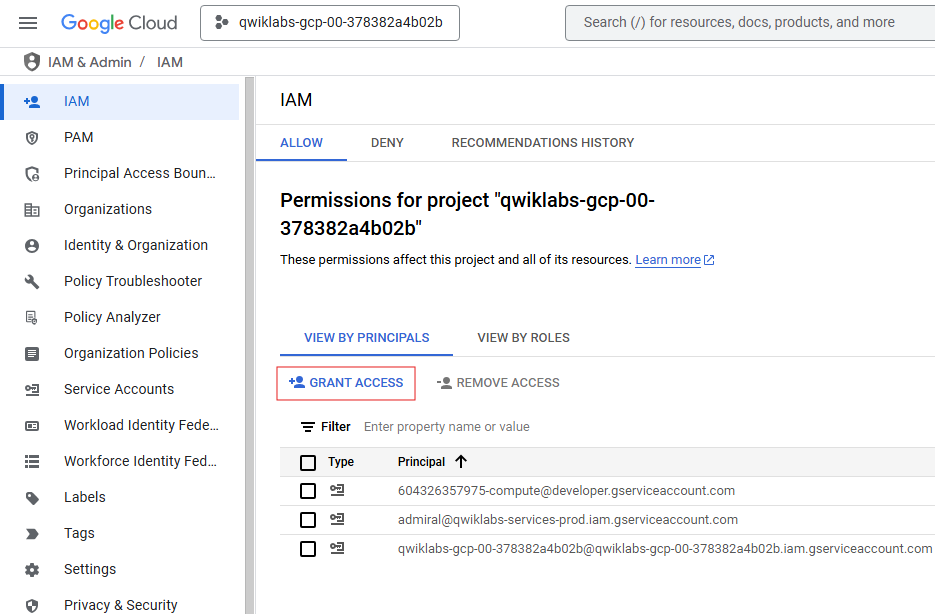 Google Cloud
qwiklabs-gcp-00-378382a4b02b
Search (/) for resources, docs, products, and more
IAM & Admin / IAM
IAM
PAM
Principal Access Boun...
Organizations
Identity & Organization
Policy Troubleshooter
Policy Analyzer
Organization Policies
Service Accounts
Workload Identity Fede...
Workforce Identity Fed...
Labels
Tags
Settings
Privacy & Security
IAM
ALLOW DENY RECOMMENDATIONS HISTORY
Permissions for project "qwiklabs-gcp-00-
378382a4b02b"
These permissions affect this project and all of its resources. Learn more
VIEW BY PRINCIPALS VIEW BY ROLES
GRANT ACCESS REMOVE ACCESS
Filter Enter property name or value
Type Principal
604326357975-compute@developer.gserviceaccount.com
admiral@qwiklabs-services-prod.iam.gserviceaccount.com
qwiklabs-gcp-00-378382a4b02b@qwiklabs-gcp-00-378382a4b02b.iam.gserviceaccount.com